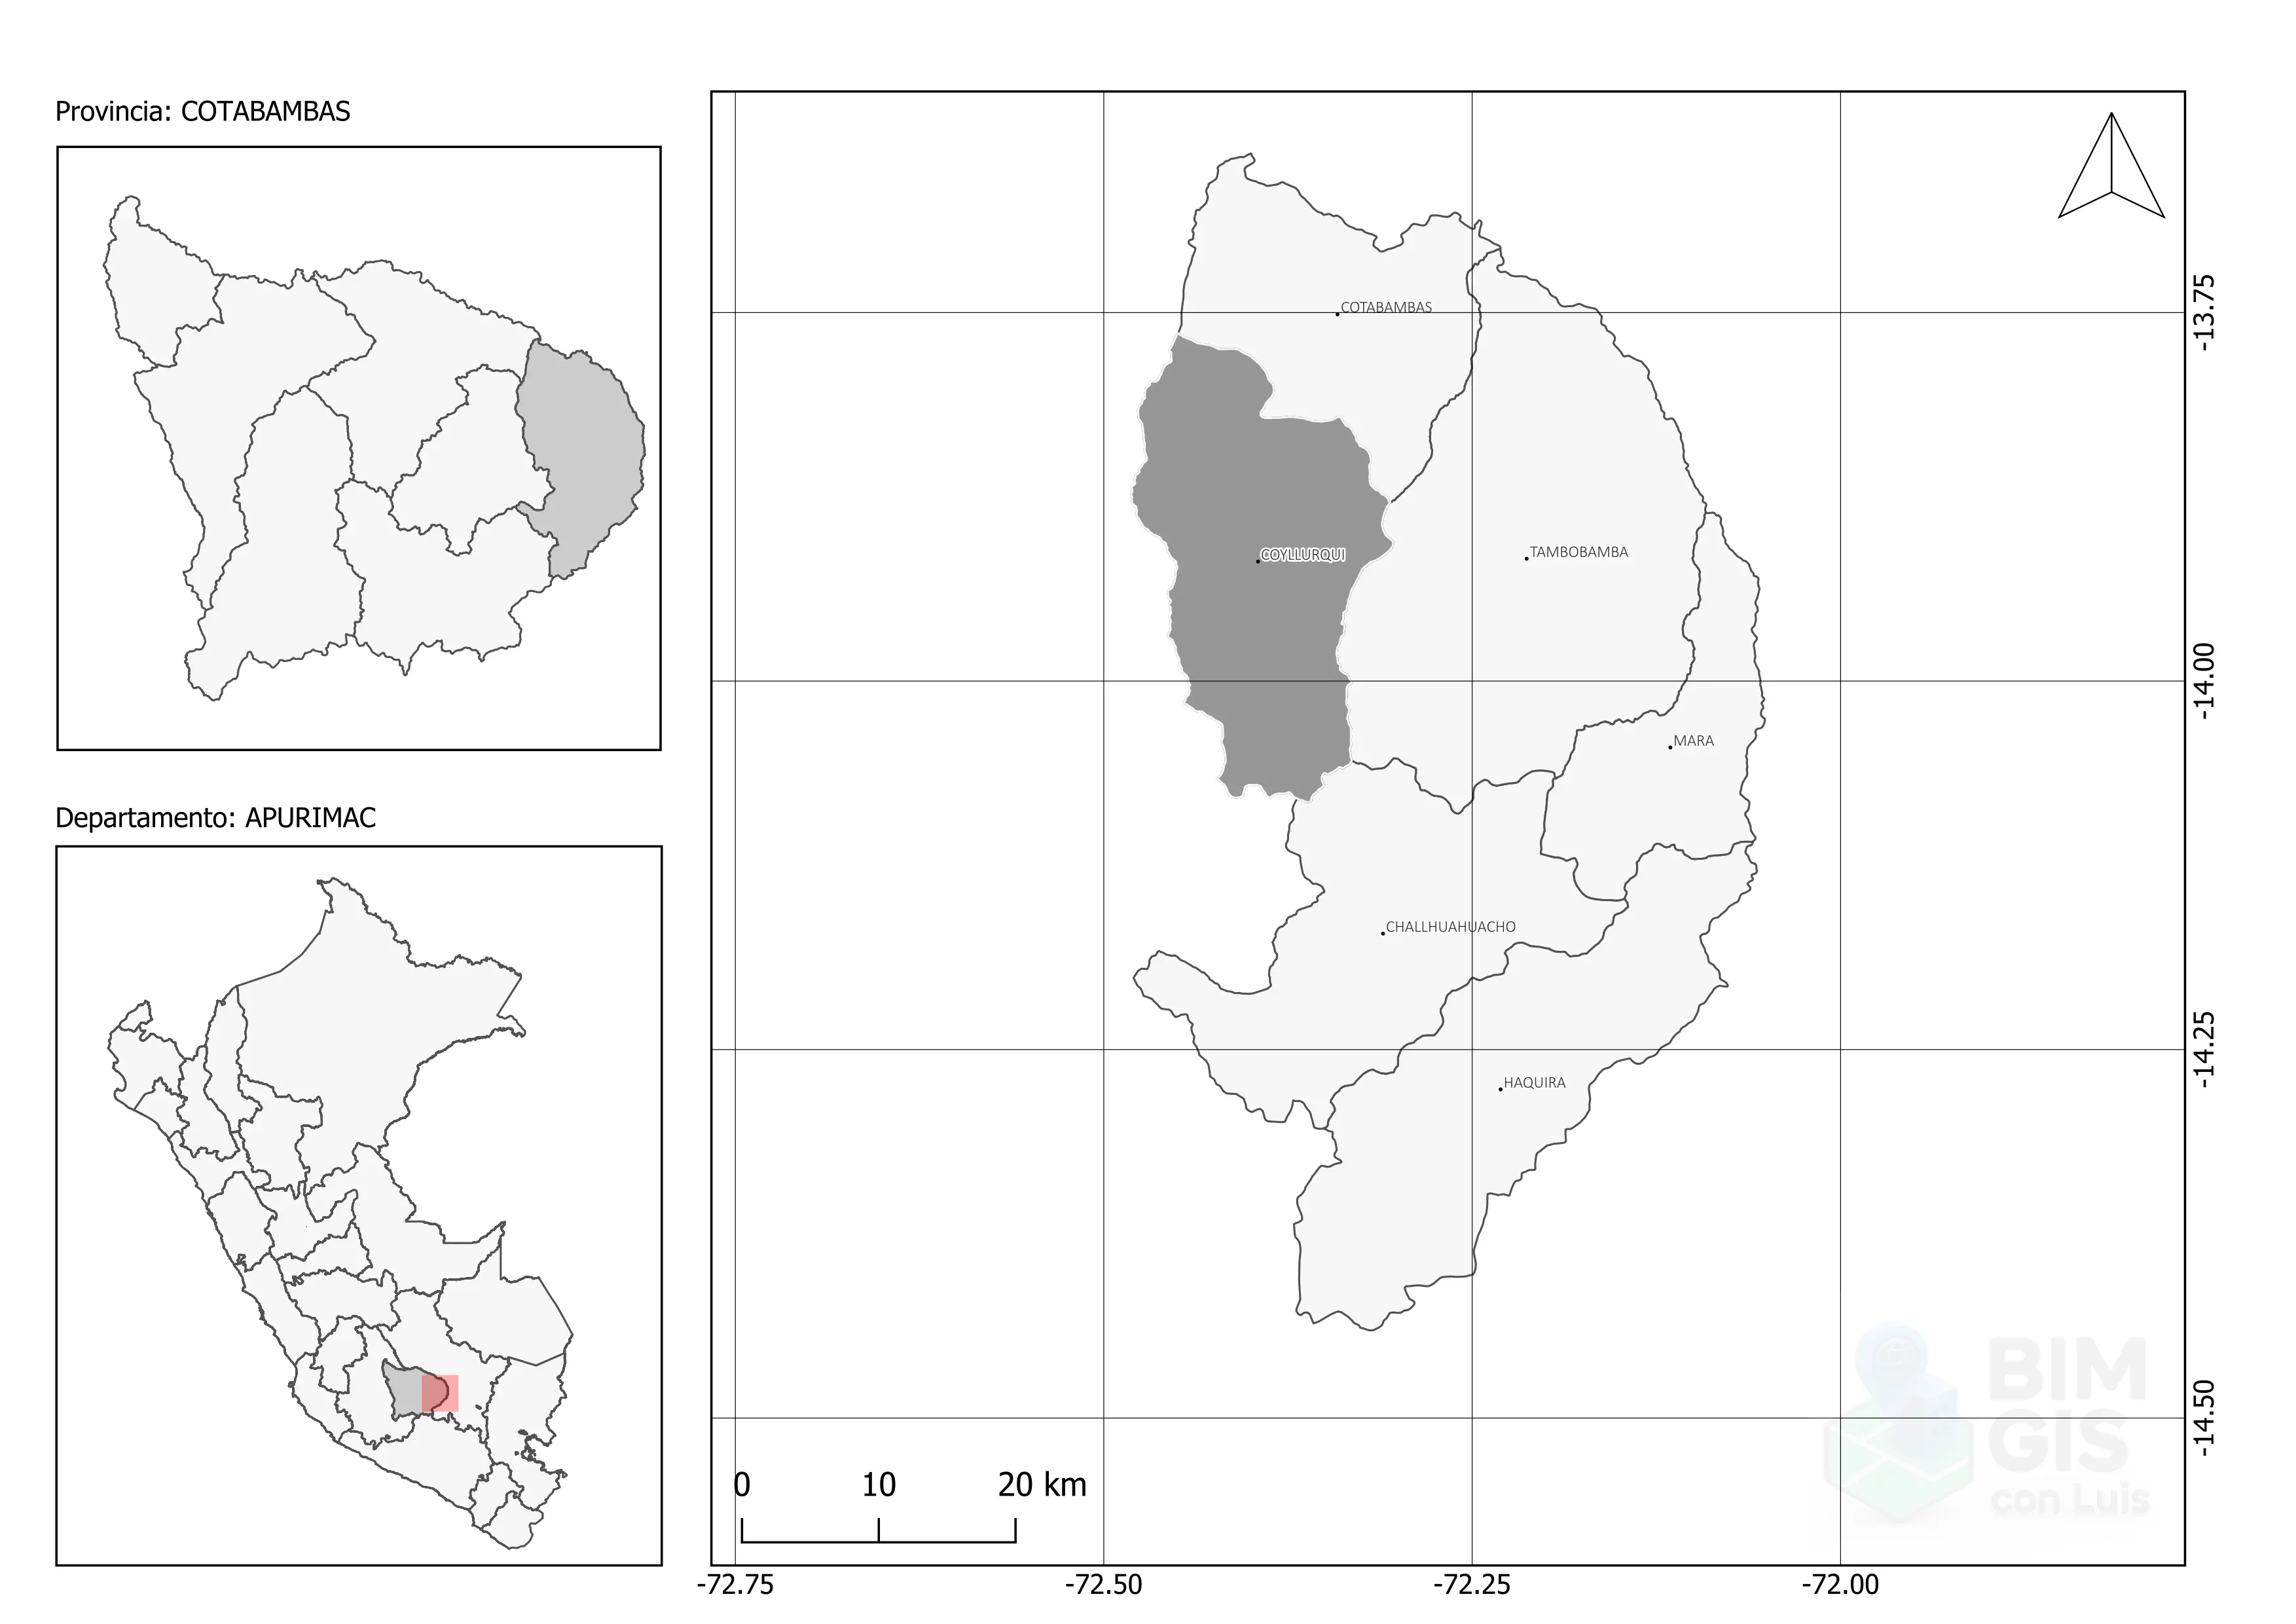 Provincia: COTABAMBAS
Departamento: APURIMAC
COTABAMBAS
COYLLURQUI
TAMBOBAMBA
MARA
CHALLHUAHUACHO
HAQUIRA
-13.75
-14.00
-14.25
-14.50
0 10 20 km
-72.75 -72.50 -72.25 -72.00
BIM
GIS
con Luis